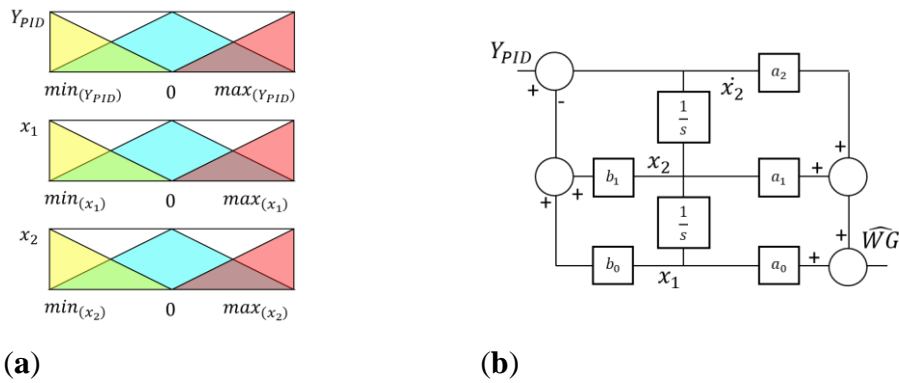 Y_PID
min_(Y_PID) 0 max_(Y_PID)
x_1
min_(x_1) 0 max_(x_1)
x_2
min_(x_2) 0 max_(x_2)
(a)
Y_PID
+
-
ẋ_2
a_2
1/s
+
x_2
b_1
+
+
a_1
+
1/s
+
ŴG
b_0
x_1
a_0
+
(b)